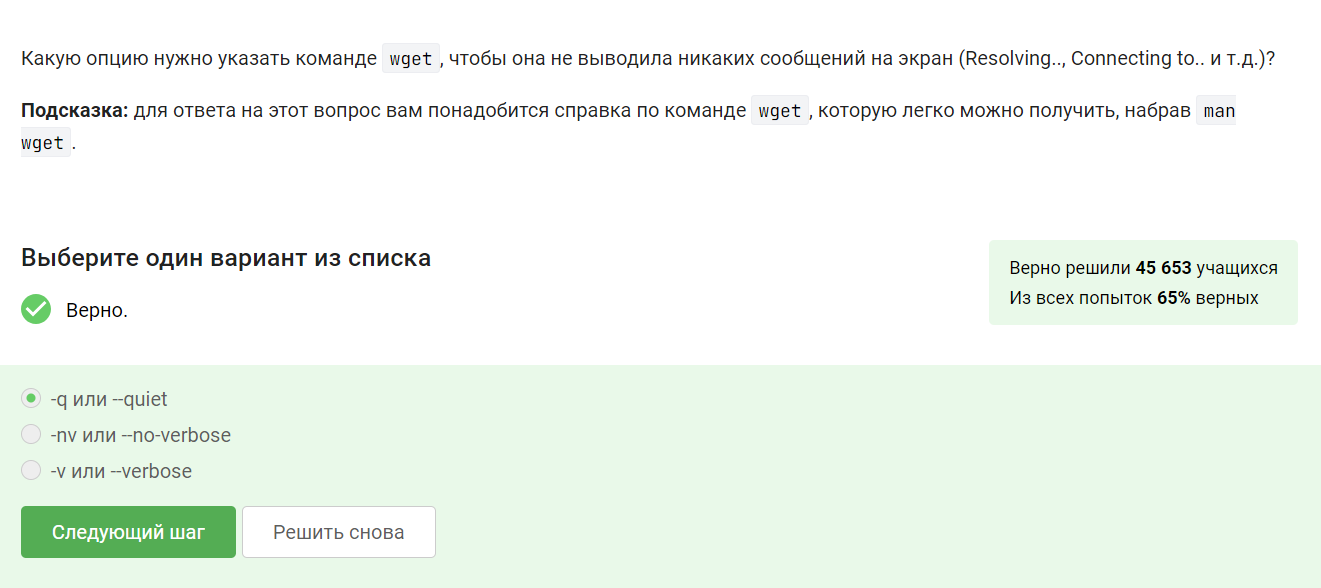 Какую опцию нужно указать команде wget, чтобы она не выводила никаких сообщений на экран (Resolving.., Connecting to.. и т.д.)?
Подсказка: для ответа на этот вопрос вам понадобится справка по команде wget, которую легко можно получить, набрав man
wget.
Выберите один вариант из списка
Верно.
Верно решили 45 653 учащихся
Из всех попыток 65% верных
-q или --quiet
-nv или --no-verbose
-v или --verbose
Следующий шаг
Решить снова